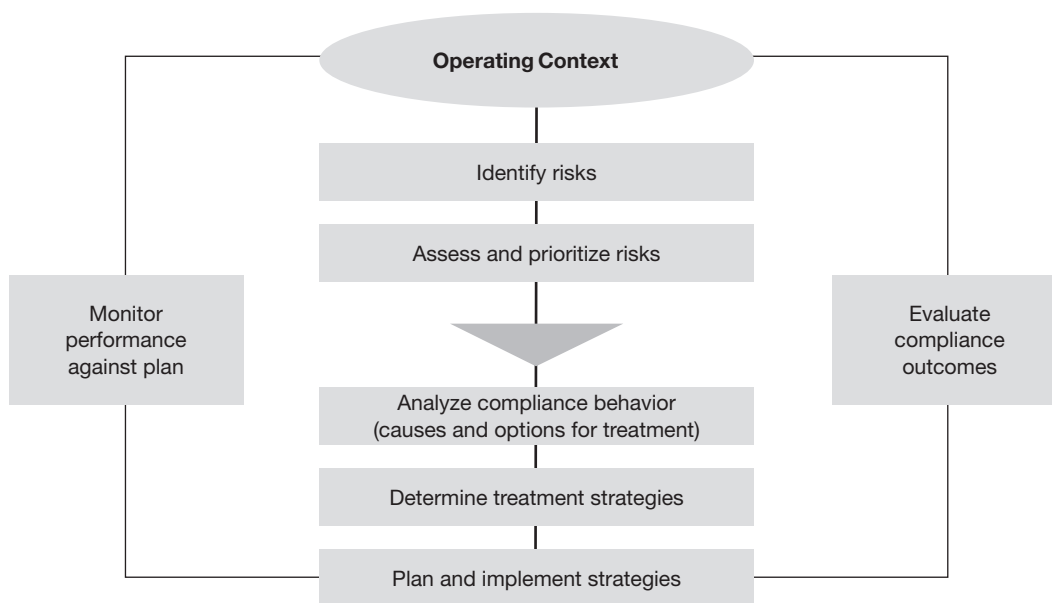 Operating Context
Identify risks
Assess and prioritize risks
Monitor
performance
against plan
Evaluate
compliance
outcomes
Analyze compliance behavior
(causes and options for treatment)
Determine treatment strategies
Plan and implement strategies